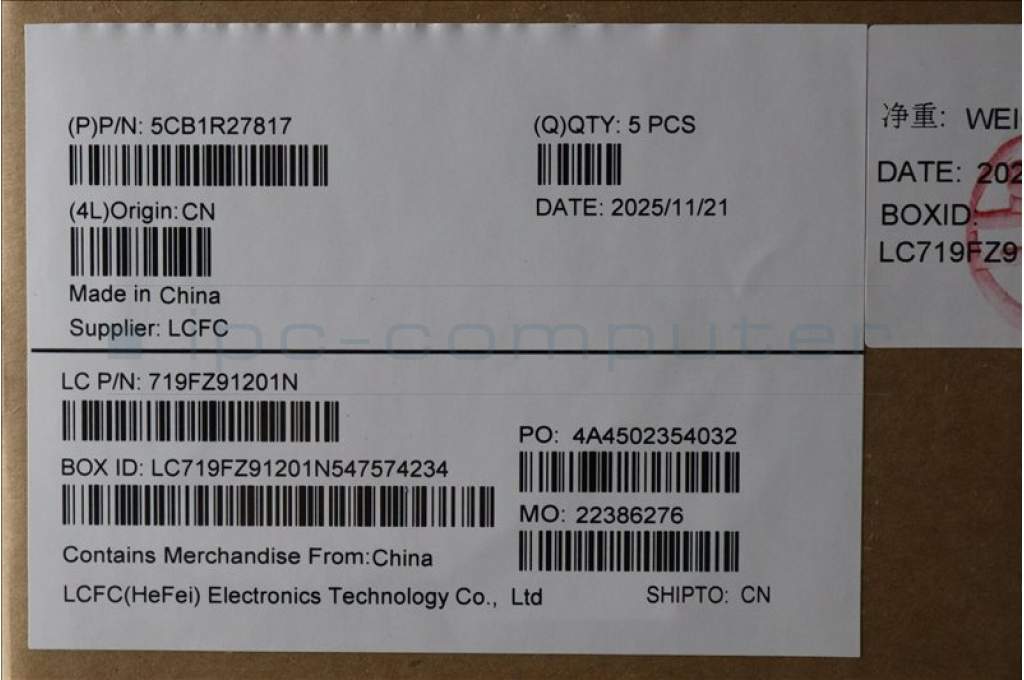 (P)P/N: 5CB1R27817
(Q)QTY: 5 PCS
(4L)Origin:CN
DATE: 2025/11/21
Made in China
Supplier: LCFC
ipc-computer
LC P/N: 719FZ91201N
PO: 4A4502354032
BOX ID: LC719FZ91201N547574234
MO: 22386276
Contains Merchandise From:China
LCFC(HeFei) Electronics Technology Co., Ltd
SHIPTO: CN
净重: WEI
DATE: 202
BOXID:
LC719FZ9